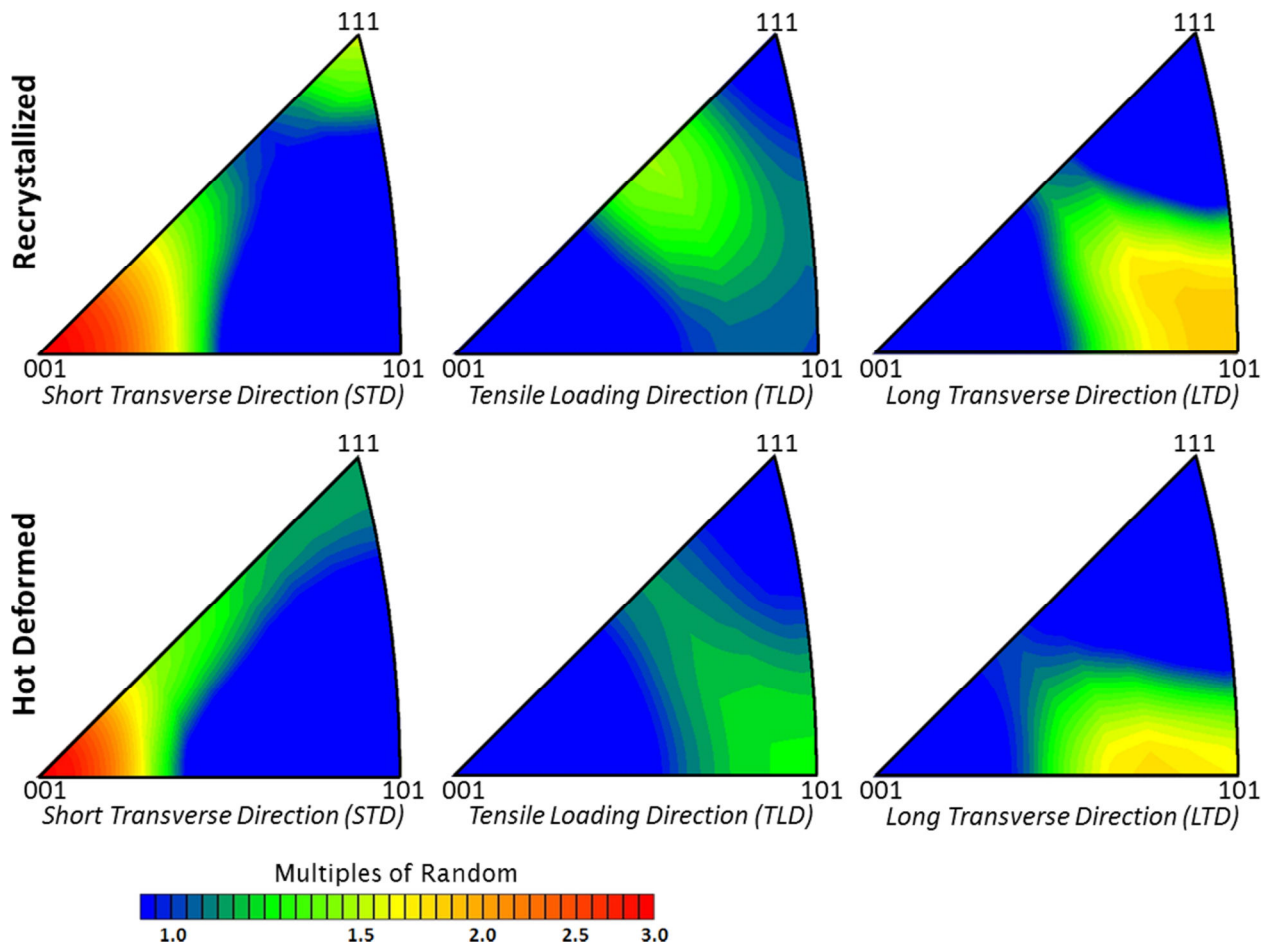 111 111 111
Recrystallized
001 101 001 101 001 101
Short Transverse Direction (STD) Tensile Loading Direction (TLD) Long Transverse Direction (LTD)
111 111 111
Hot Deformed
001 101 001 101 001 101
Short Transverse Direction (STD) Tensile Loading Direction (TLD) Long Transverse Direction (LTD)
Multiples of Random
1.0 1.5 2.0 2.5 3.0